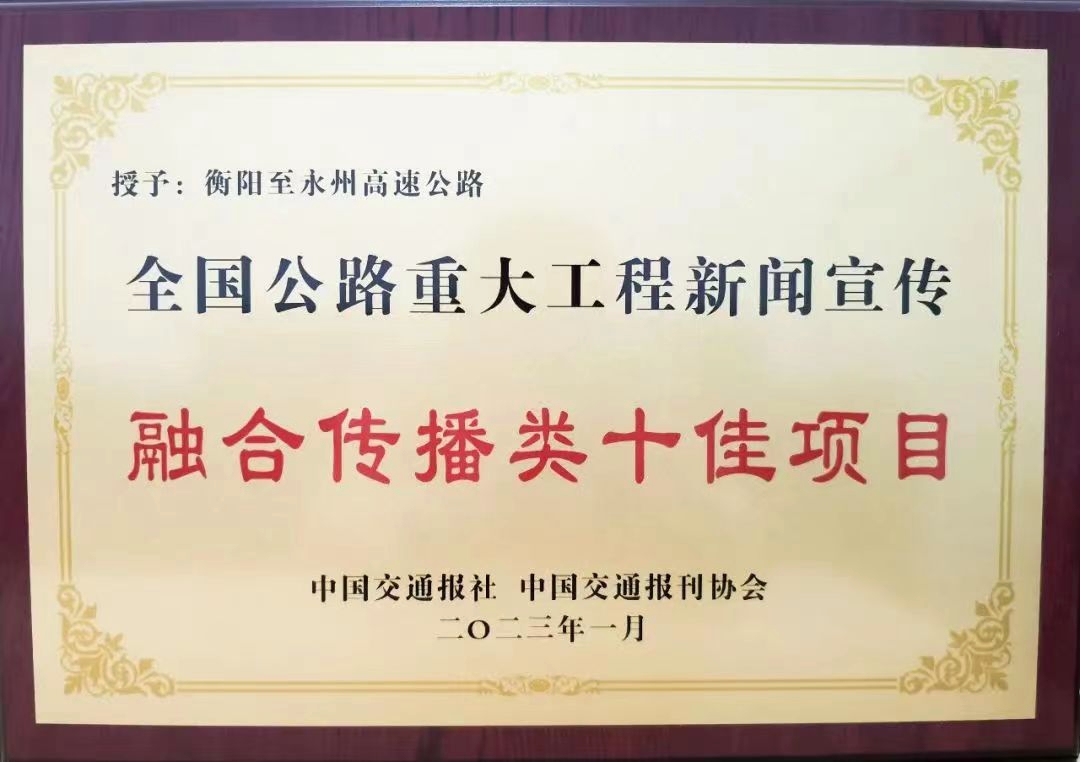 授予：衡阳至永州高速公路
全国公路重大工程新闻宣传
融合传播类十佳项目
中国交通报社 中国交通报刊协会
二〇二三年一月